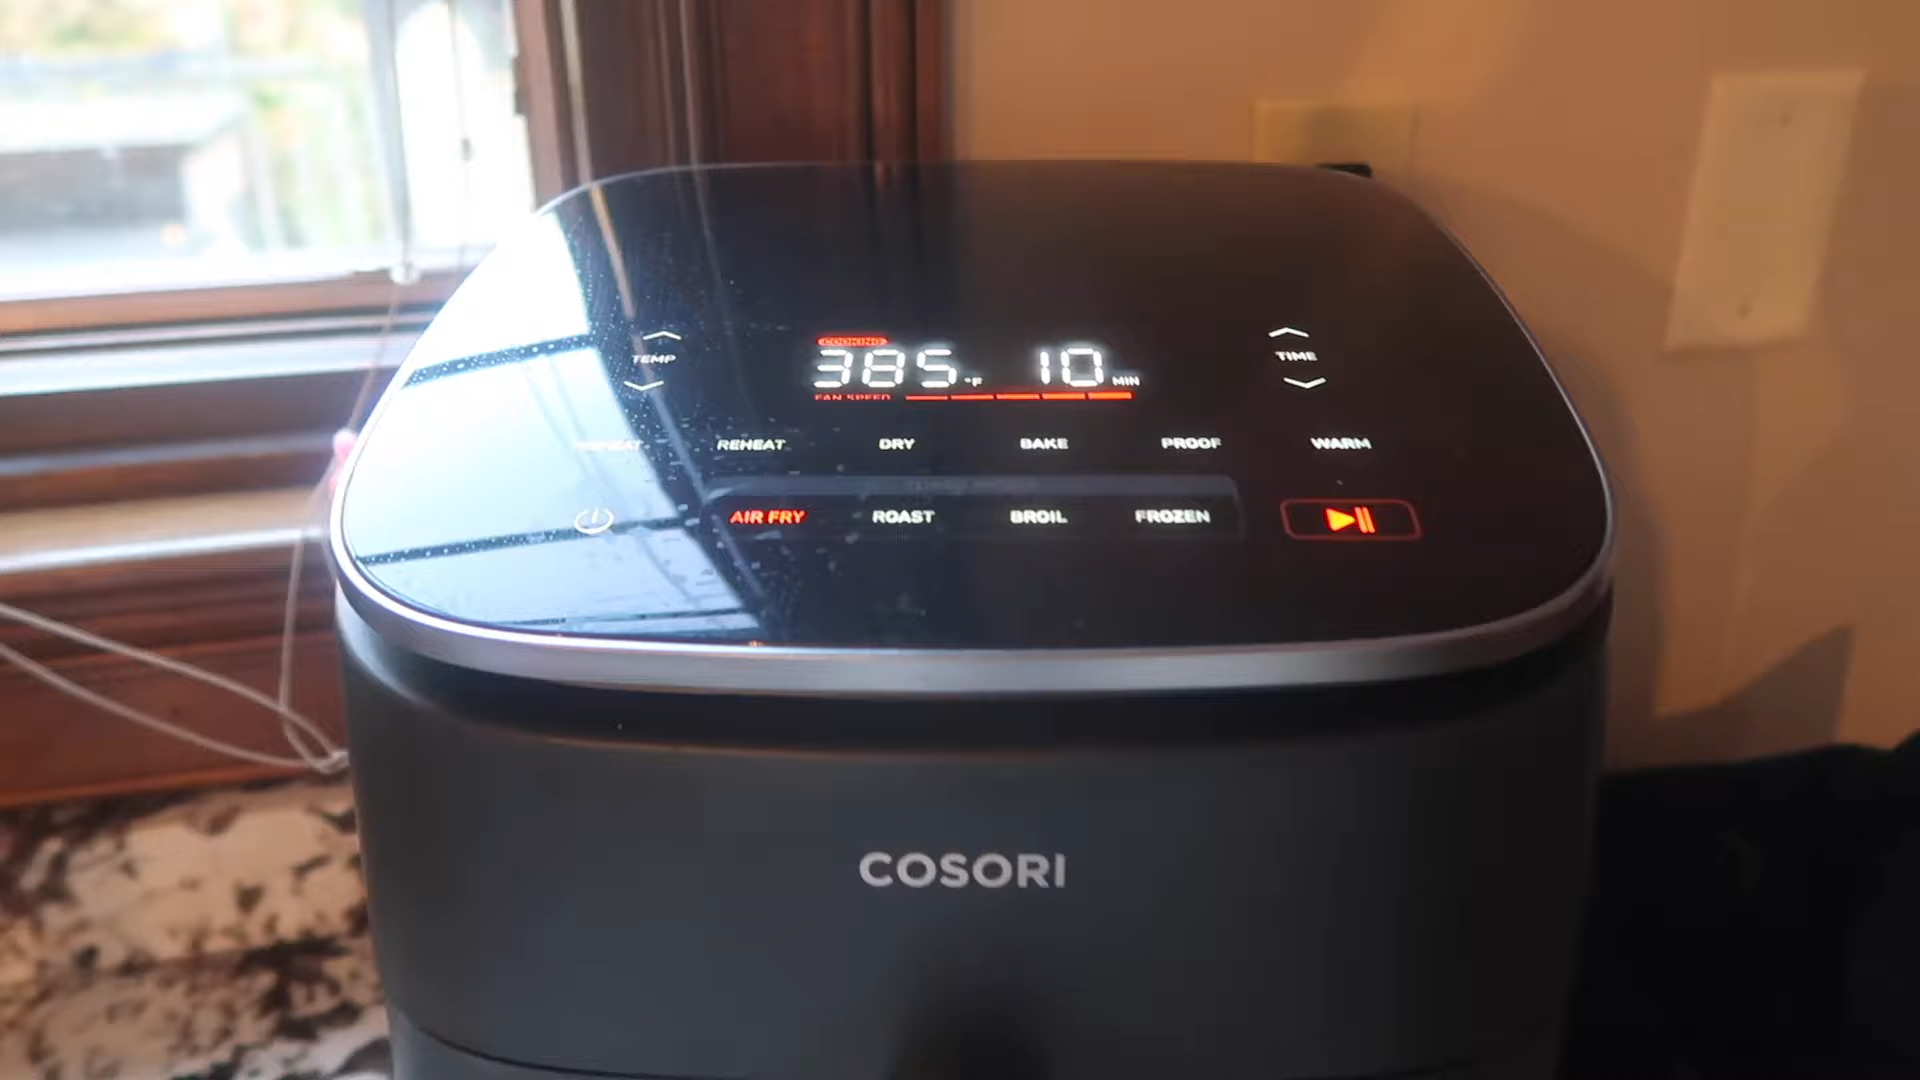 COOKING
TEMP
385 °F 10 MIN
TIME
FAN SPEED
PREHEAT REHEAT DRY BAKE PROOF WARM
AIR FRY ROAST BROIL FROZEN
COSORI